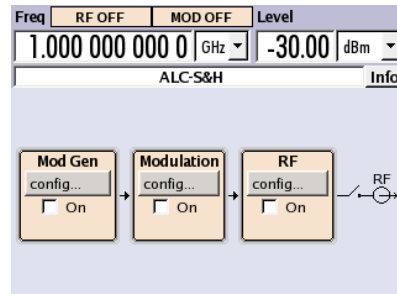 Freq RF OFF MOD OFF Level
1.000 000 000 0 GHz -30.00 dBm
ALC-S&H Info
Mod Gen Modulation RF
config... config... config... RF
On On On